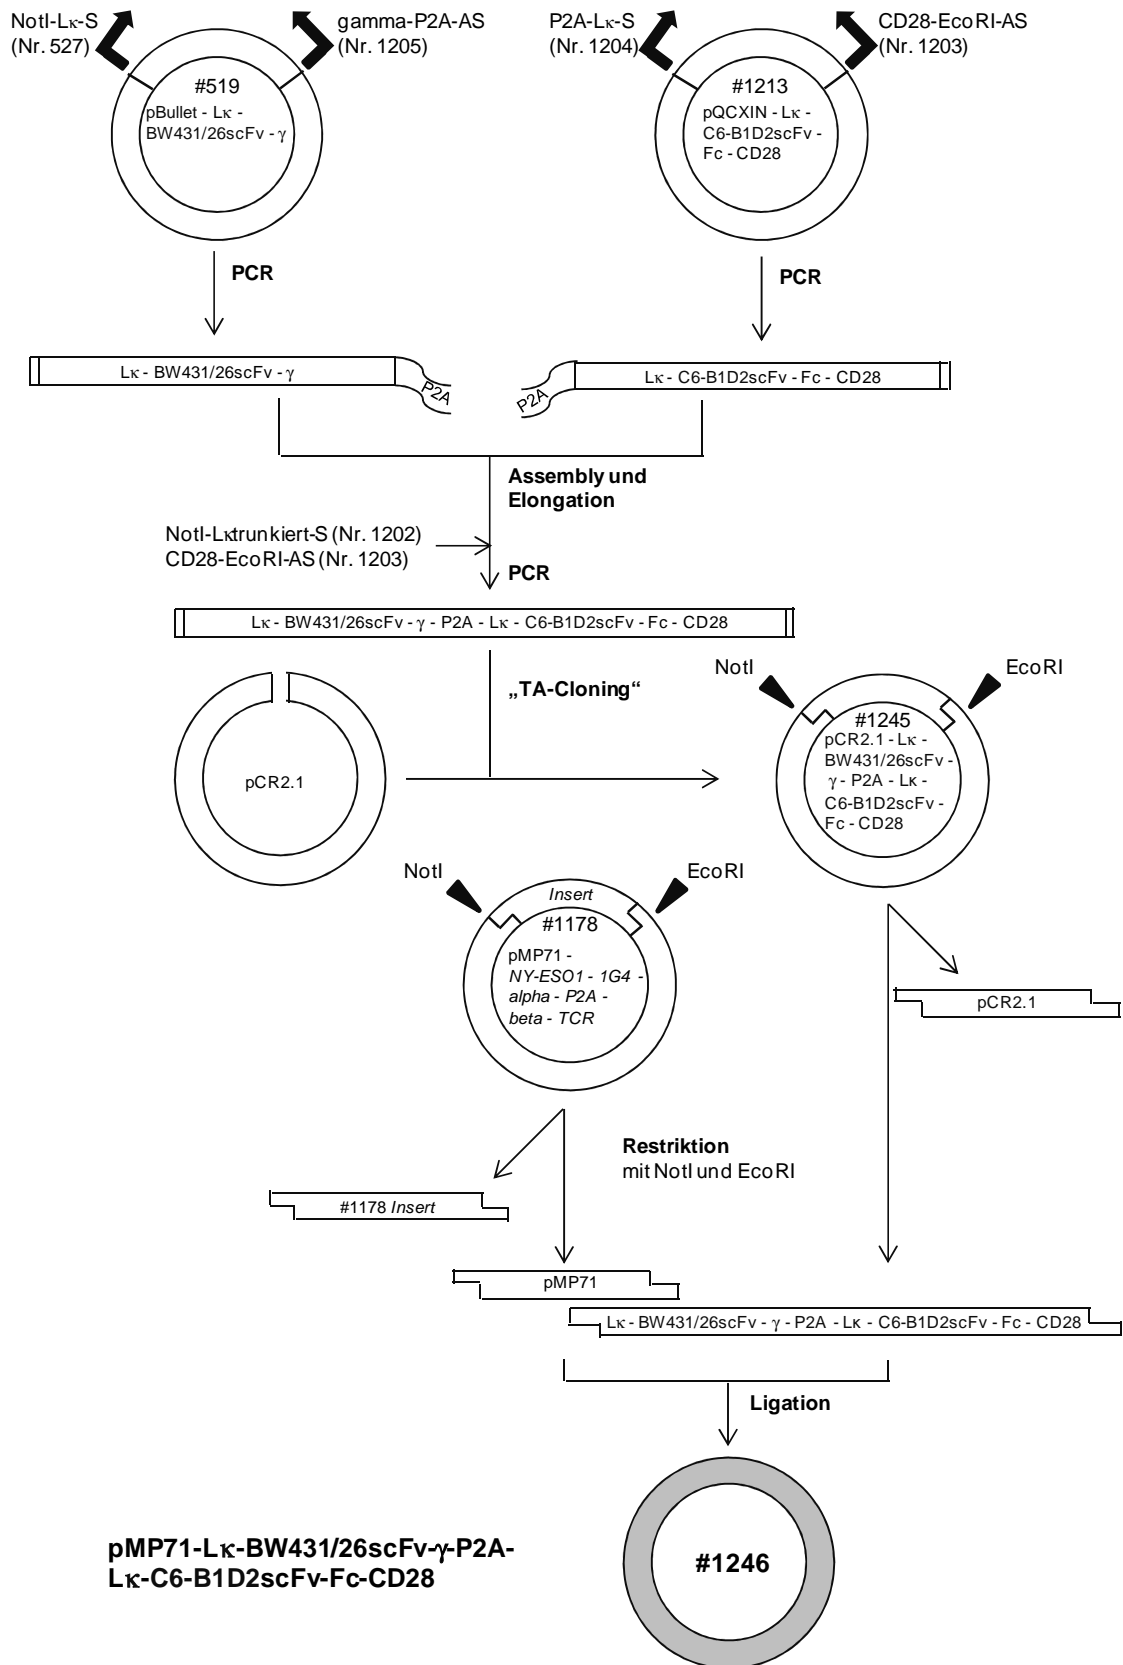 NotI-Lκ-S
(Nr. 527)
gamma-P2A-AS
(Nr. 1205)
P2A-Lκ-S
(Nr. 1204)
CD28-EcoRI-AS
(Nr. 1203)
#519
pBullet - Lκ -
BW431/26scFv - γ
#1213
pQCXIN - Lκ -
C6-B1D2scFv -
Fc - CD28
PCR
PCR
Lκ - BW431/26scFv - γ
P2A
P2A
Lκ - C6-B1D2scFv - Fc - CD28
Assembly und
Elongation
NotI-Lκtrunkiert-S (Nr. 1202)
CD28-EcoRI-AS (Nr. 1203)
PCR
Lκ - BW431/26scFv - γ - P2A - Lκ - C6-B1D2scFv - Fc - CD28
„TA-Cloning“
pCR2.1
NotI
EcoRI
#1245
pCR2.1 - Lκ -
BW431/26scFv -
γ - P2A - Lκ -
C6-B1D2scFv -
Fc - CD28
NotI
EcoRI
Insert
#1178
pMP71 -
NY-ESO1 - 1G4 -
alpha - P2A -
beta - TCR
pCR2.1
Restriktion
mit NotI und EcoRI
#1178 Insert
pMP71
Lκ - BW431/26scFv - γ - P2A - Lκ - C6-B1D2scFv - Fc - CD28
Ligation
#1246
pMP71-Lκ-BW431/26scFv-γ-P2A-
Lκ-C6-B1D2scFv-Fc-CD28